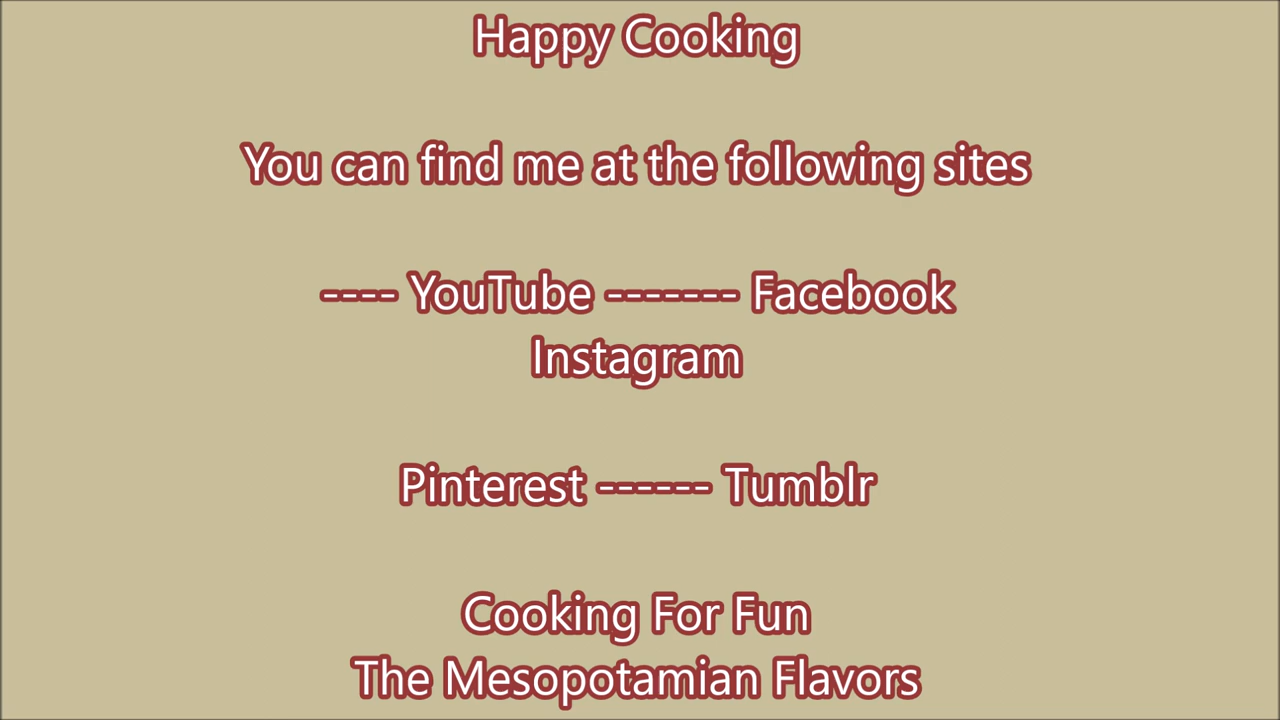 Happy Cooking
You can find me at the following sites
---- YouTube ------- Facebook
Instagram
Pinterest ------ Tumblr
Cooking For Fun
The Mesopotamian Flavors